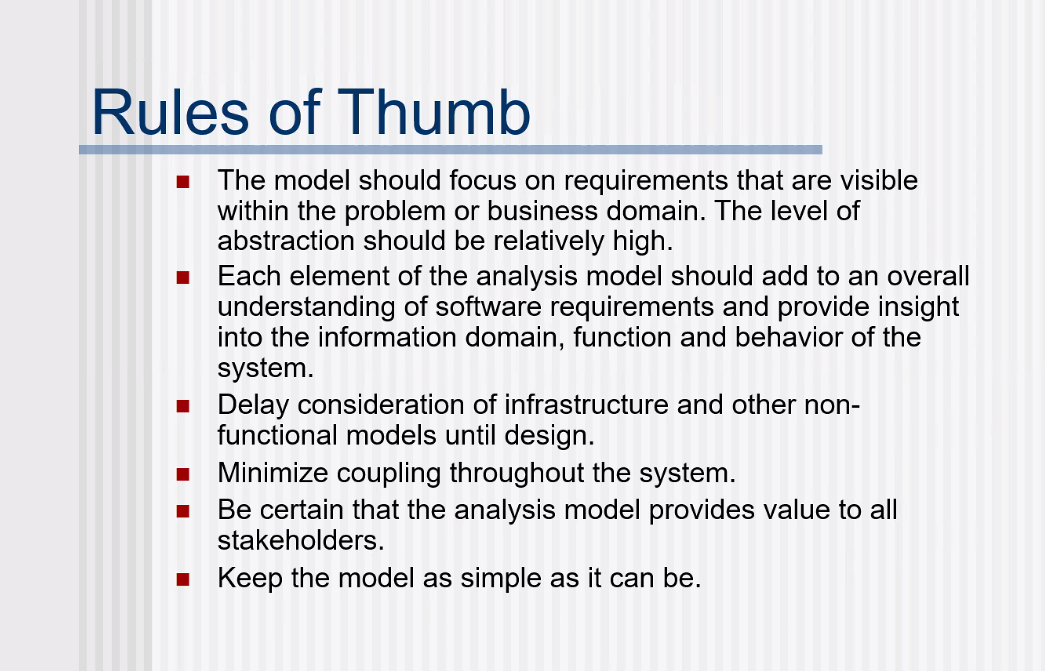 Rules of Thumb
The model should focus on requirements that are visible
within the problem or business domain. The level of
abstraction should be relatively high.
Each element of the analysis model should add to an overall
understanding of software requirements and provide insight
into the information domain, function and behavior of the
system.
Delay consideration of infrastructure and other non-
functional models until design.
Minimize coupling throughout the system.
Be certain that the analysis model provides value to all
stakeholders.
Keep the model as simple as it can be.